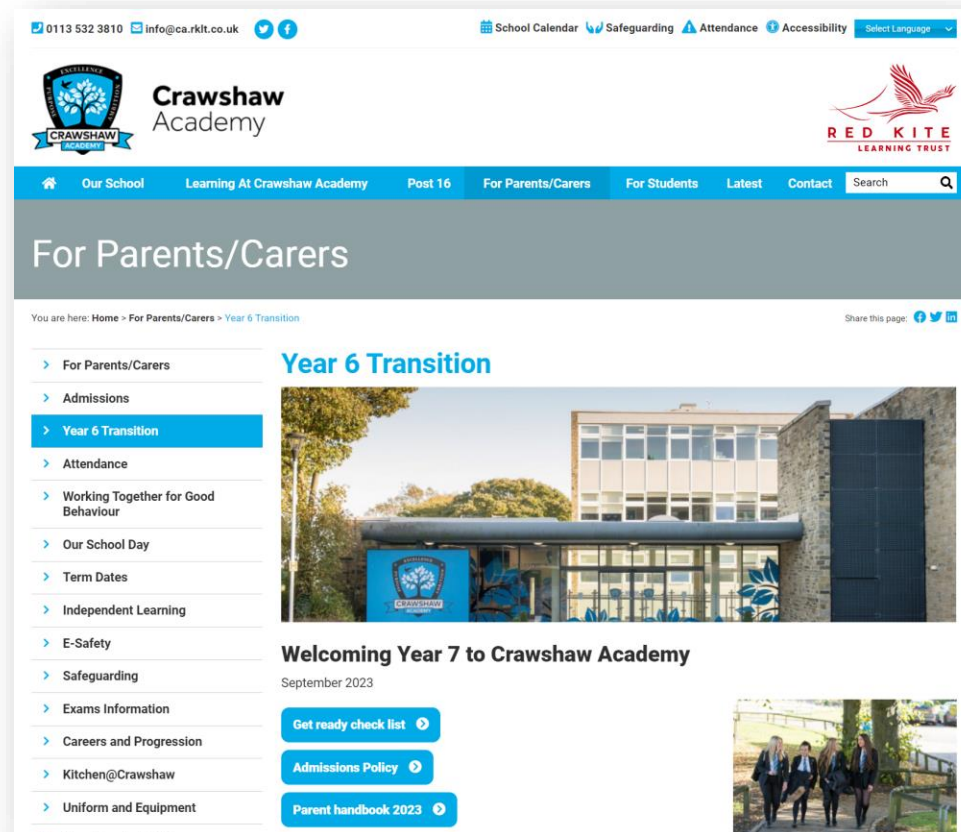 0113 532 3810 info@ca.rklt.co.uk School Calendar Safeguarding Attendance Accessibility Select Language
EXCELLENCE
PURPOSE AMBITION
CRAWSHAW
ACADEMY
Crawshaw
Academy
RED KITE
LEARNING TRUST
Our School Learning At Crawshaw Academy Post 16 For Parents/Carers For Students Latest Contact Search
For Parents/Carers
You are here: Home > For Parents/Carers > Year 6 Transition Share this page:
For Parents/Carers
Admissions
Year 6 Transition
Attendance
Working Together for Good
Behaviour
Our School Day
Term Dates
Independent Learning
E-Safety
Safeguarding
Exams Information
Careers and Progression
Kitchen@Crawshaw
Uniform and Equipment
Year 6 Transition
CRAWSHAW
ACADEMY
Welcoming Year 7 to Crawshaw Academy
September 2023
Get ready check list
Admissions Policy
Parent handbook 2023